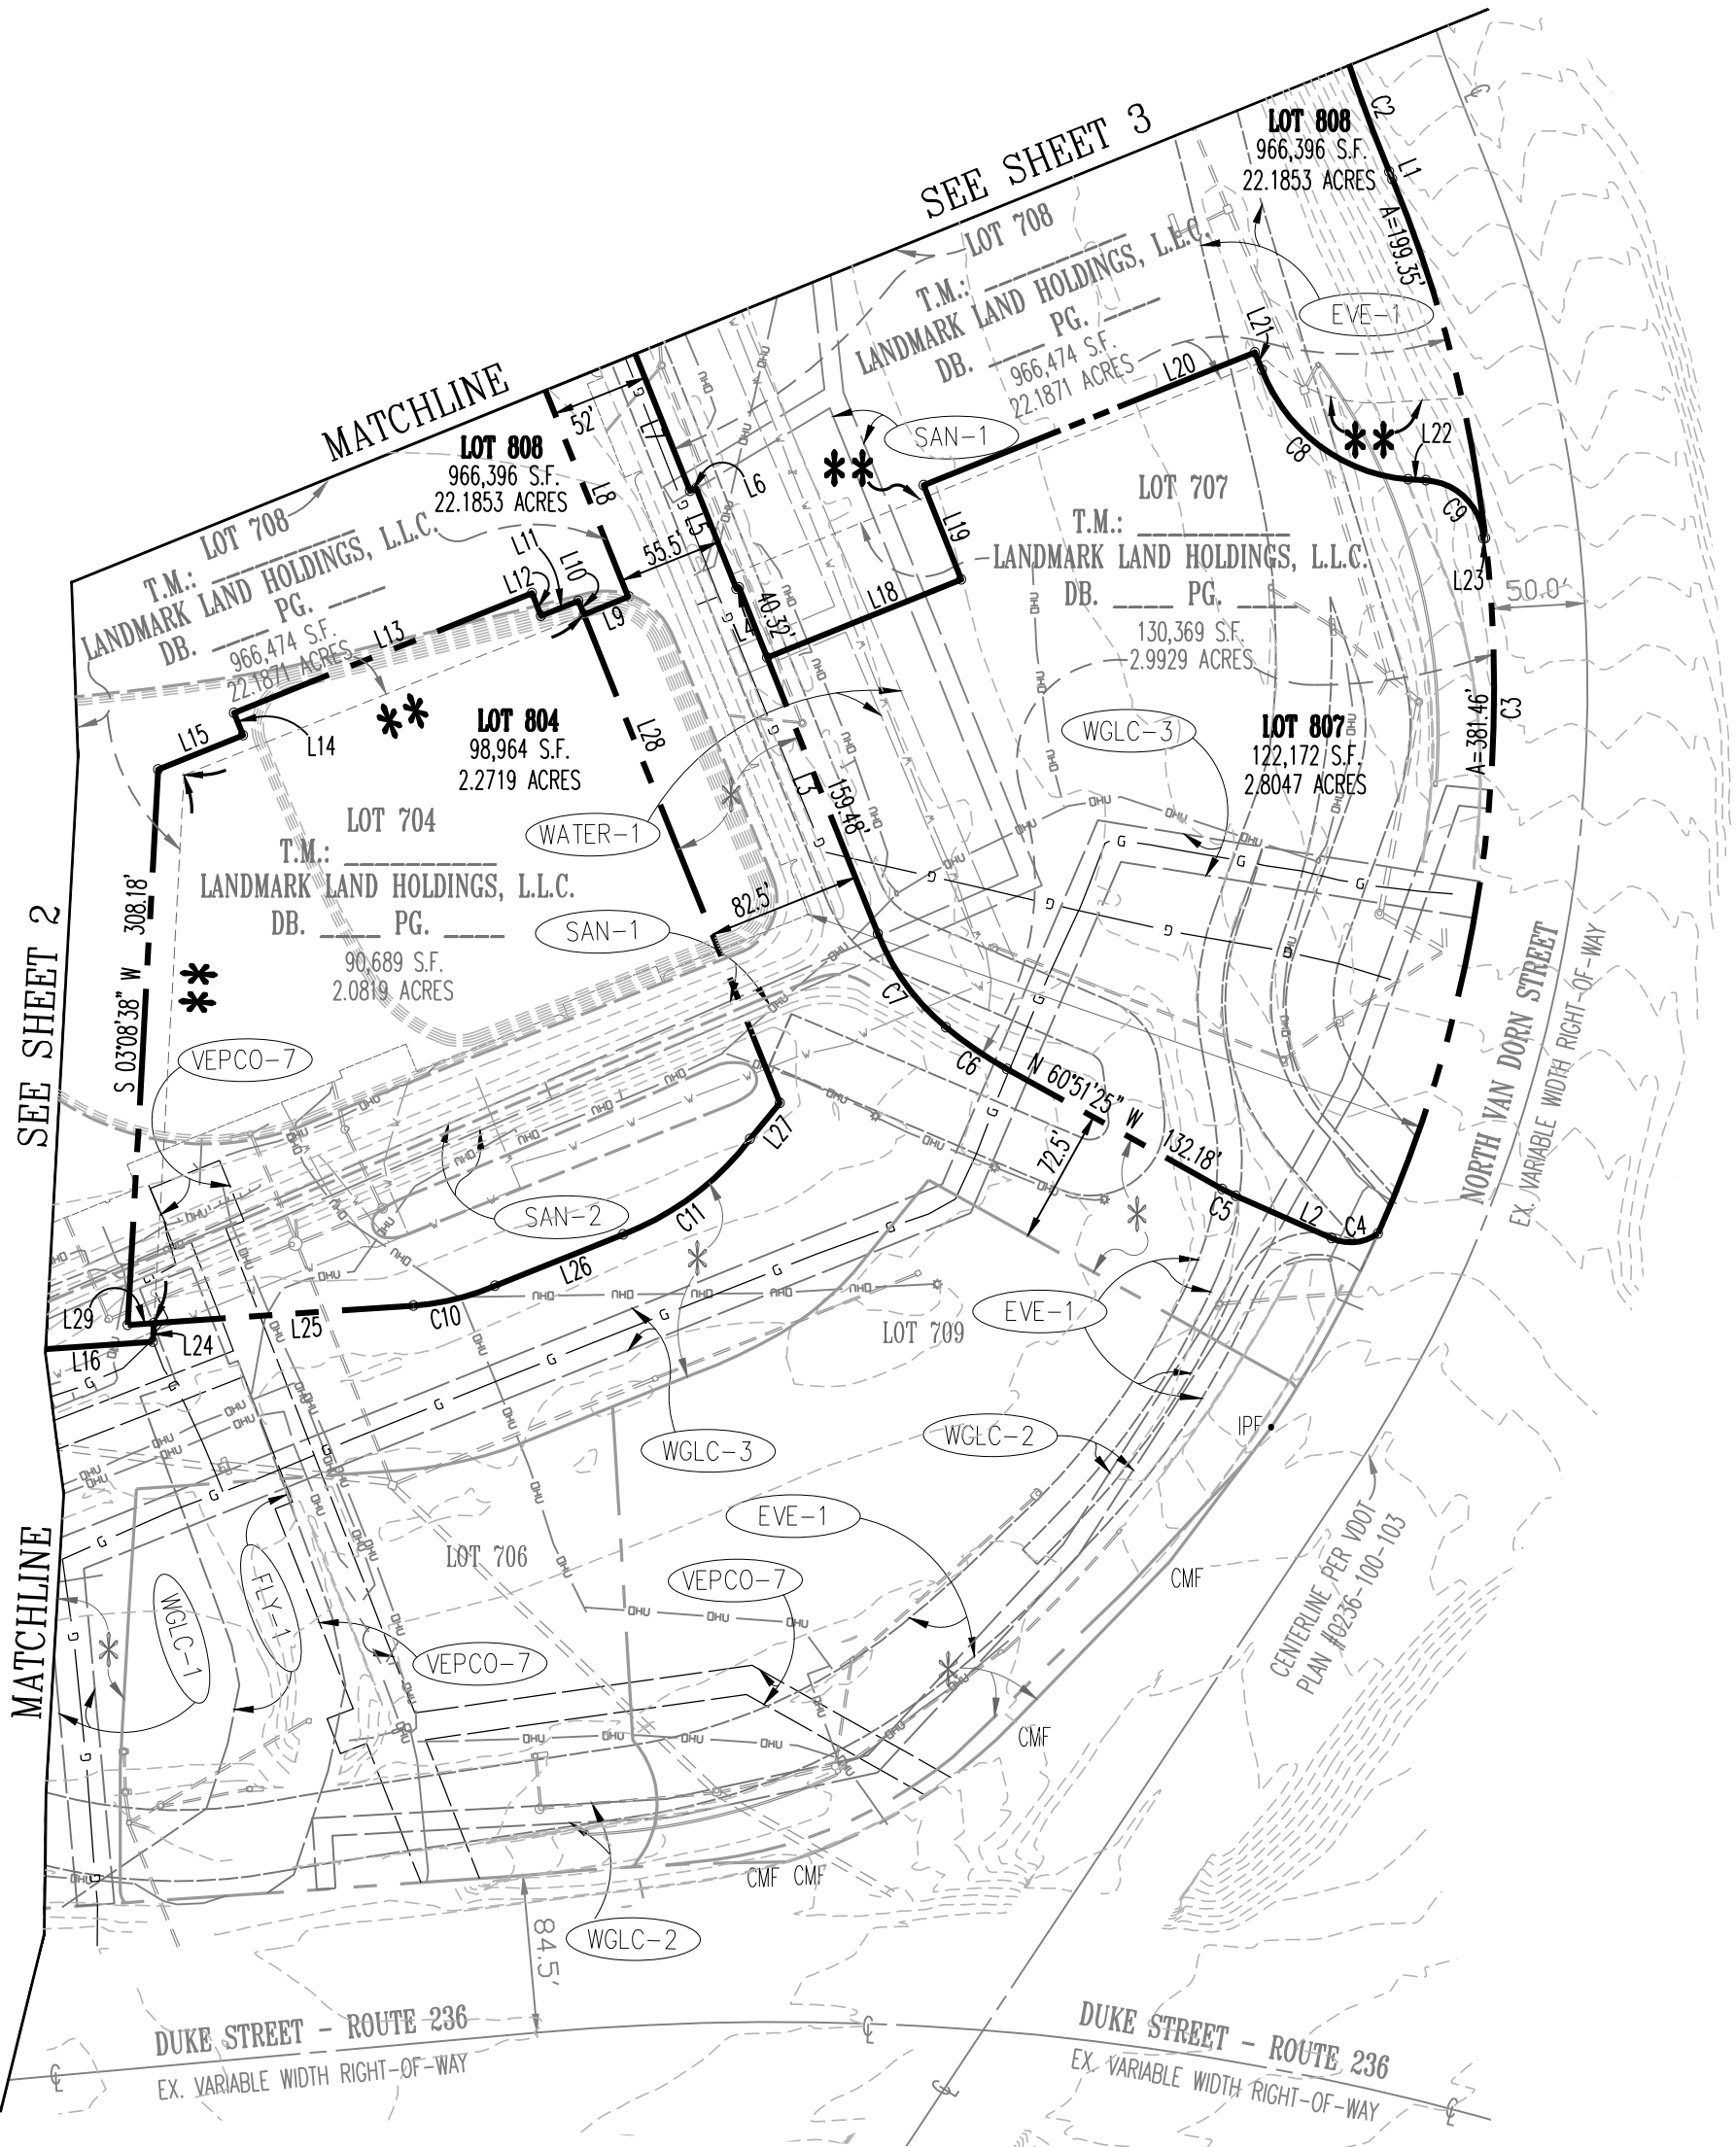 SEE SHEET 3
MATCHLINE
LOT 808
966,396 S.F.
22.1853 ACRES
C2
L1
A=199.35'
LOT 708
T.M.: __________
LANDMARK LAND HOLDINGS, L.L.C.
DB. ____ PG. ____
966,474 S.F.
22.1871 ACRES
EVE-1
L21
L20
SAN-1
C8
L22
C9
L23
50.0'
52'
L7
L6
LOT 808
966,396 S.F.
22.1853 ACRES
L8
L5
55.5'
L11
L10
L12
L9
L4
40.32'
L19
L18
LOT 708
T.M.: __________
LANDMARK LAND HOLDINGS, L.L.C.
DB. ____ PG. ____
966,474 S.F.
22.1871 ACRES
L13
L15
L14
LOT 707
T.M.: __________
LANDMARK LAND HOLDINGS, L.L.C.
DB. ____ PG. ____
130,369 S.F.
2.9929 ACRES
LOT 804
98,964 S.F.
2.2719 ACRES
L28
WGLC-3
LOT 807
122,172 S.F.
2.8047 ACRES
A=381.46'
C3
L3
159.48'
WATER-1
LOT 704
T.M.: __________
LANDMARK LAND HOLDINGS, L.L.C.
DB. ____ PG. ____
90,689 S.F.
2.0819 ACRES
82.5'
SAN-1
SEE SHEET 2
S 03°08'38" W 308.18'
VEPCO-7
C7
C6
N 60°51'25" W
132.18'
72.5'
C5
L2
C4
NORTH VAN DORN STREET
EX. VARIABLE WIDTH RIGHT-OF-WAY
L27
C11
SAN-2
L26
C10
L25
L29
L24
L16
EVE-1
LOT 709
WGLC-3
WGLC-2
IPF
EVE-1
LOT 706
VEPCO-7
CMF
CENTERLINE PER VDOT
PLAN #0236-100-103
MATCHLINE
WGLC-1
FLY-1
VEPCO-7
CMF
CMF CMF
WGLC-2
84.5'
DUKE STREET - ROUTE 236
EX. VARIABLE WIDTH RIGHT-OF-WAY
DUKE STREET - ROUTE 236
EX. VARIABLE WIDTH RIGHT-OF-WAY